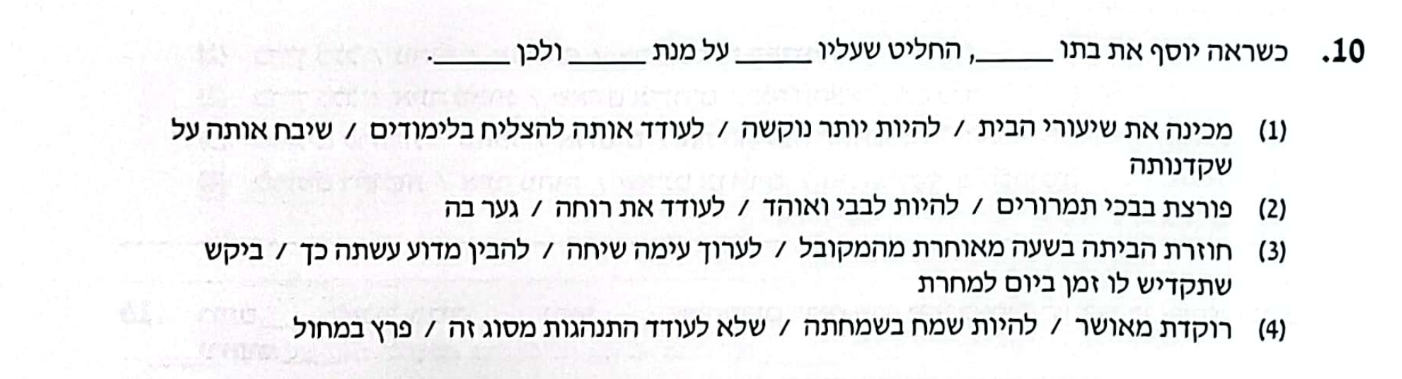 10. כשראה יוסף את בתו _____, החליט שעליו _____ על מנת _____ ולכן _____.
(1) מכינה את שיעורי הבית / להיות יותר נוקשה / לעודד אותה להצליח בלימודים / שיבח אותה על
שקדנותה
(2) פורצת בבכי תמרורים / להיות לבבי ואוהד / לעודד את רוחה / גער בה
(3) חוזרת הביתה בשעה מאוחרת מהמקובל / לערוך עימה שיחה / להבין מדוע עשתה כך / ביקש
שתקדיש לו זמן ביום למחרת
(4) רוקדת מאושר / להיות שמח בשמחתה / שלא לעודד התנהגות מסוג זה / פרץ במחול